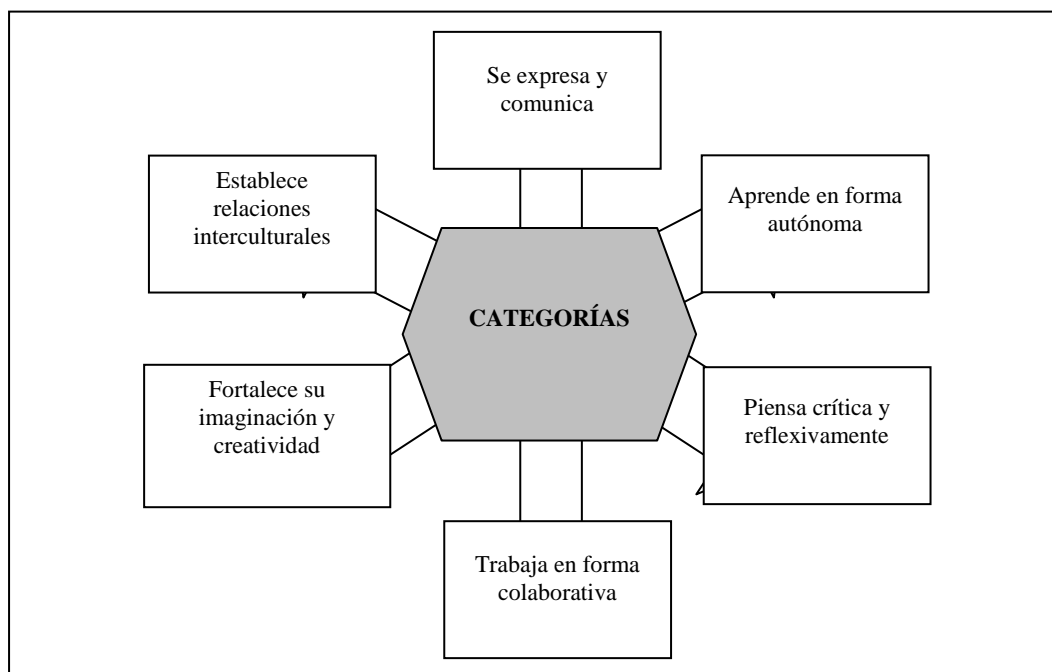 Se expresa y
comunica
Establece
relaciones
interculturales
Aprende en forma
autónoma
CATEGORÍAS
Fortalece su
imaginación y
creatividad
Piensa crítica y
reflexivamente
Trabaja en forma
colaborativa